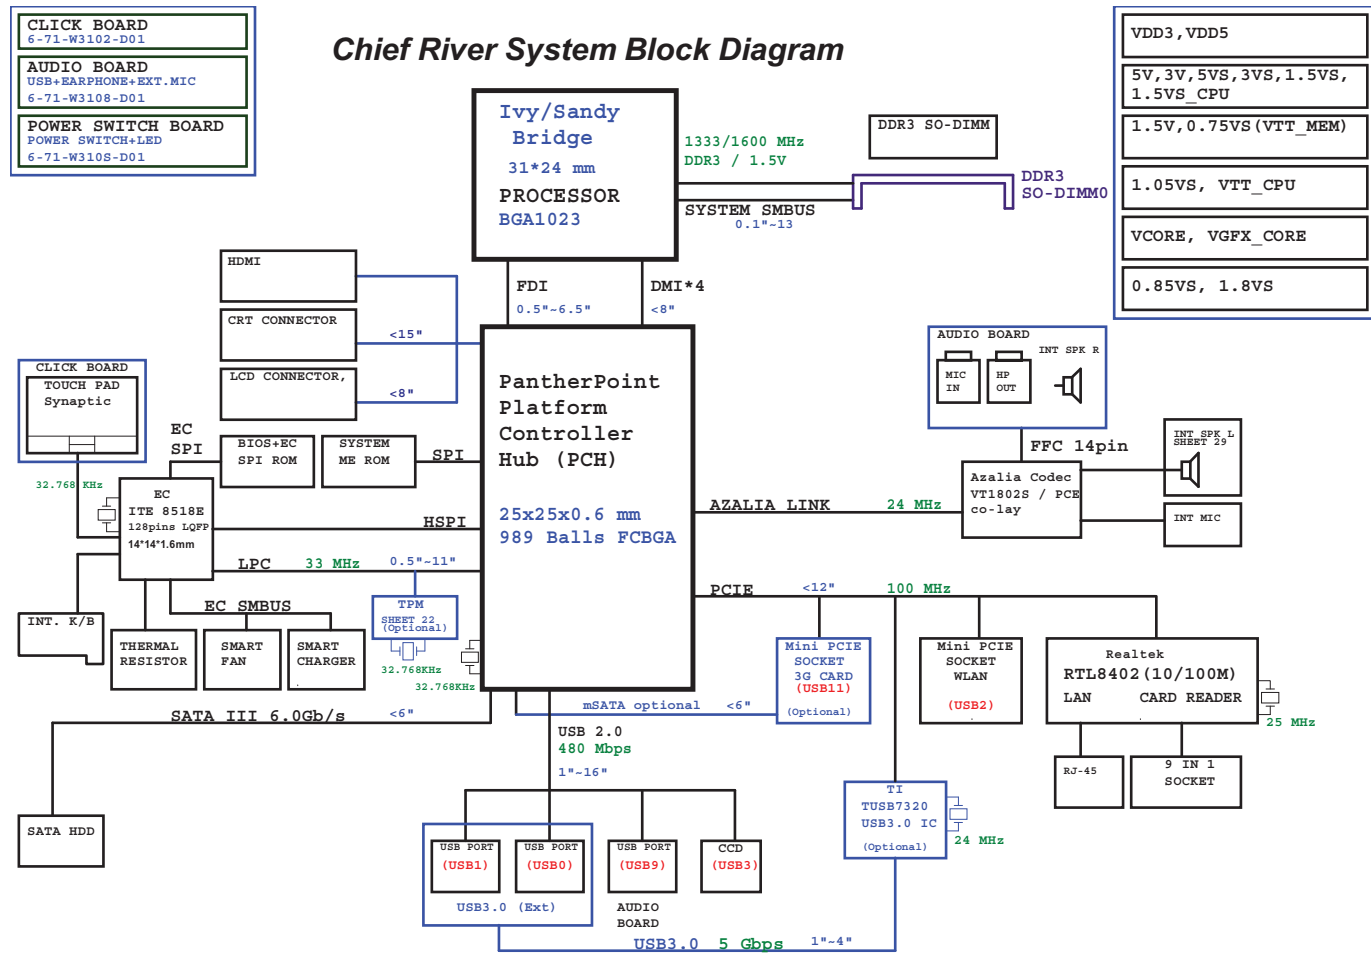 Chief River System Block Diagram
CLICK BOARD
6-71-W3102-D01
AUDIO BOARD
USB+EARPHONE+EXT.MIC
6-71-W3108-D01
POWER SWITCH BOARD
POWER SWITCH+LED
6-71-W310S-D01
VDD3,VDD5
5V,3V,5VS,3VS,1.5VS,
1.5VS_CPU
1.5V,0.75VS(VTT_MEM)
1.05VS, VTT_CPU
VCORE, VGFX_CORE
0.85VS, 1.8VS
Ivy/Sandy
Bridge
31*24 mm
PROCESSOR
BGA1023
1333/1600 MHz
DDR3 / 1.5V
DDR3 SO-DIMM
DDR3
SO-DIMM0
SYSTEM SMBUS
0.1"~13
FDI
0.5"~6.5"
DMI*4
<8"
HDMI
CRT CONNECTOR
<15"
LCD CONNECTOR,
<8"
CLICK BOARD
TOUCH PAD
Synaptic
EC
SPI
BIOS+EC
SPI ROM
SYSTEM
ME ROM
SPI
32.768 KHz
EC
ITE 8518E
128pins LQFP
14*14*1.6mm
HSPI
LPC
33 MHz
0.5"~11"
PantherPoint
Platform
Controller
Hub (PCH)
25x25x0.6 mm
989 Balls FCBGA
AUDIO BOARD
MIC
IN
HP
OUT
INT SPK R
FFC 14pin
INT SPK L
SHEET 29
Azalia Codec
VT1802S / PCE
co-lay
INT MIC
AZALIA LINK
24 MHz
PCIE
<12"
100 MHz
EC SMBUS
INT. K/B
THERMAL
RESISTOR
SMART
FAN
SMART
CHARGER
TPM
SHEET 22
(Optional)
32.768KHz
32.768KHz
Mini PCIE
SOCKET
3G CARD
(USB11)
(Optional)
Mini PCIE
SOCKET
WLAN
(USB2)
Realtek
RTL8402(10/100M)
LAN
CARD READER
25 MHz
RJ-45
9 IN 1
SOCKET
SATA III 6.0Gb/s
<6"
mSATA optional
<6"
USB 2.0
480 Mbps
1"~16"
SATA HDD
TI
TUSB7320
USB3.0 IC
(Optional)
24 MHz
USB PORT
(USB1)
USB PORT
(USB0)
USB PORT
(USB9)
CCD
(USB3)
USB3.0 (Ext)
AUDIO
BOARD
USB3.0
5 Gbps
1"~4"